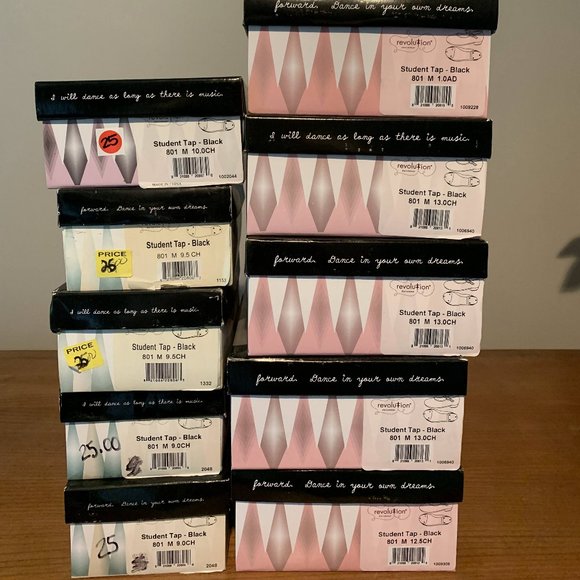 I will dance as long as there is music.
25
Student Tap - Black
801 M 10.0CH
1002044
forward. Dance in your own dreams.
PRICE
Student Tap - Black
801 M 9.5CH
I will dance as long as there is music.
PRICE
Student Tap - Black
801 M 9.5CH
1332
I will dance as long as there is music.
25.00
Student Tap - Black
801 M 9.0CH
2048
forward. Dance in your own dreams.
25
Student Tap - Black
801 M 9.0CH
2048
forward. Dance in your own dreams.
revolution
Student Tap - Black
801 M 1.0AD
1009228
I will dance as long as there is music.
revolution
Student Tap - Black
801 M 13.0CH
1006940
forward. Dance in your own dreams.
revolution
Student Tap - Black
801 M 13.0CH
1006940
forward. Dance in your own dreams.
revolution
Student Tap - Black
801 M 13.0CH
1006940
forward. Dance in your own dreams.
revolution
Student Tap - Black
801 M 12.5CH